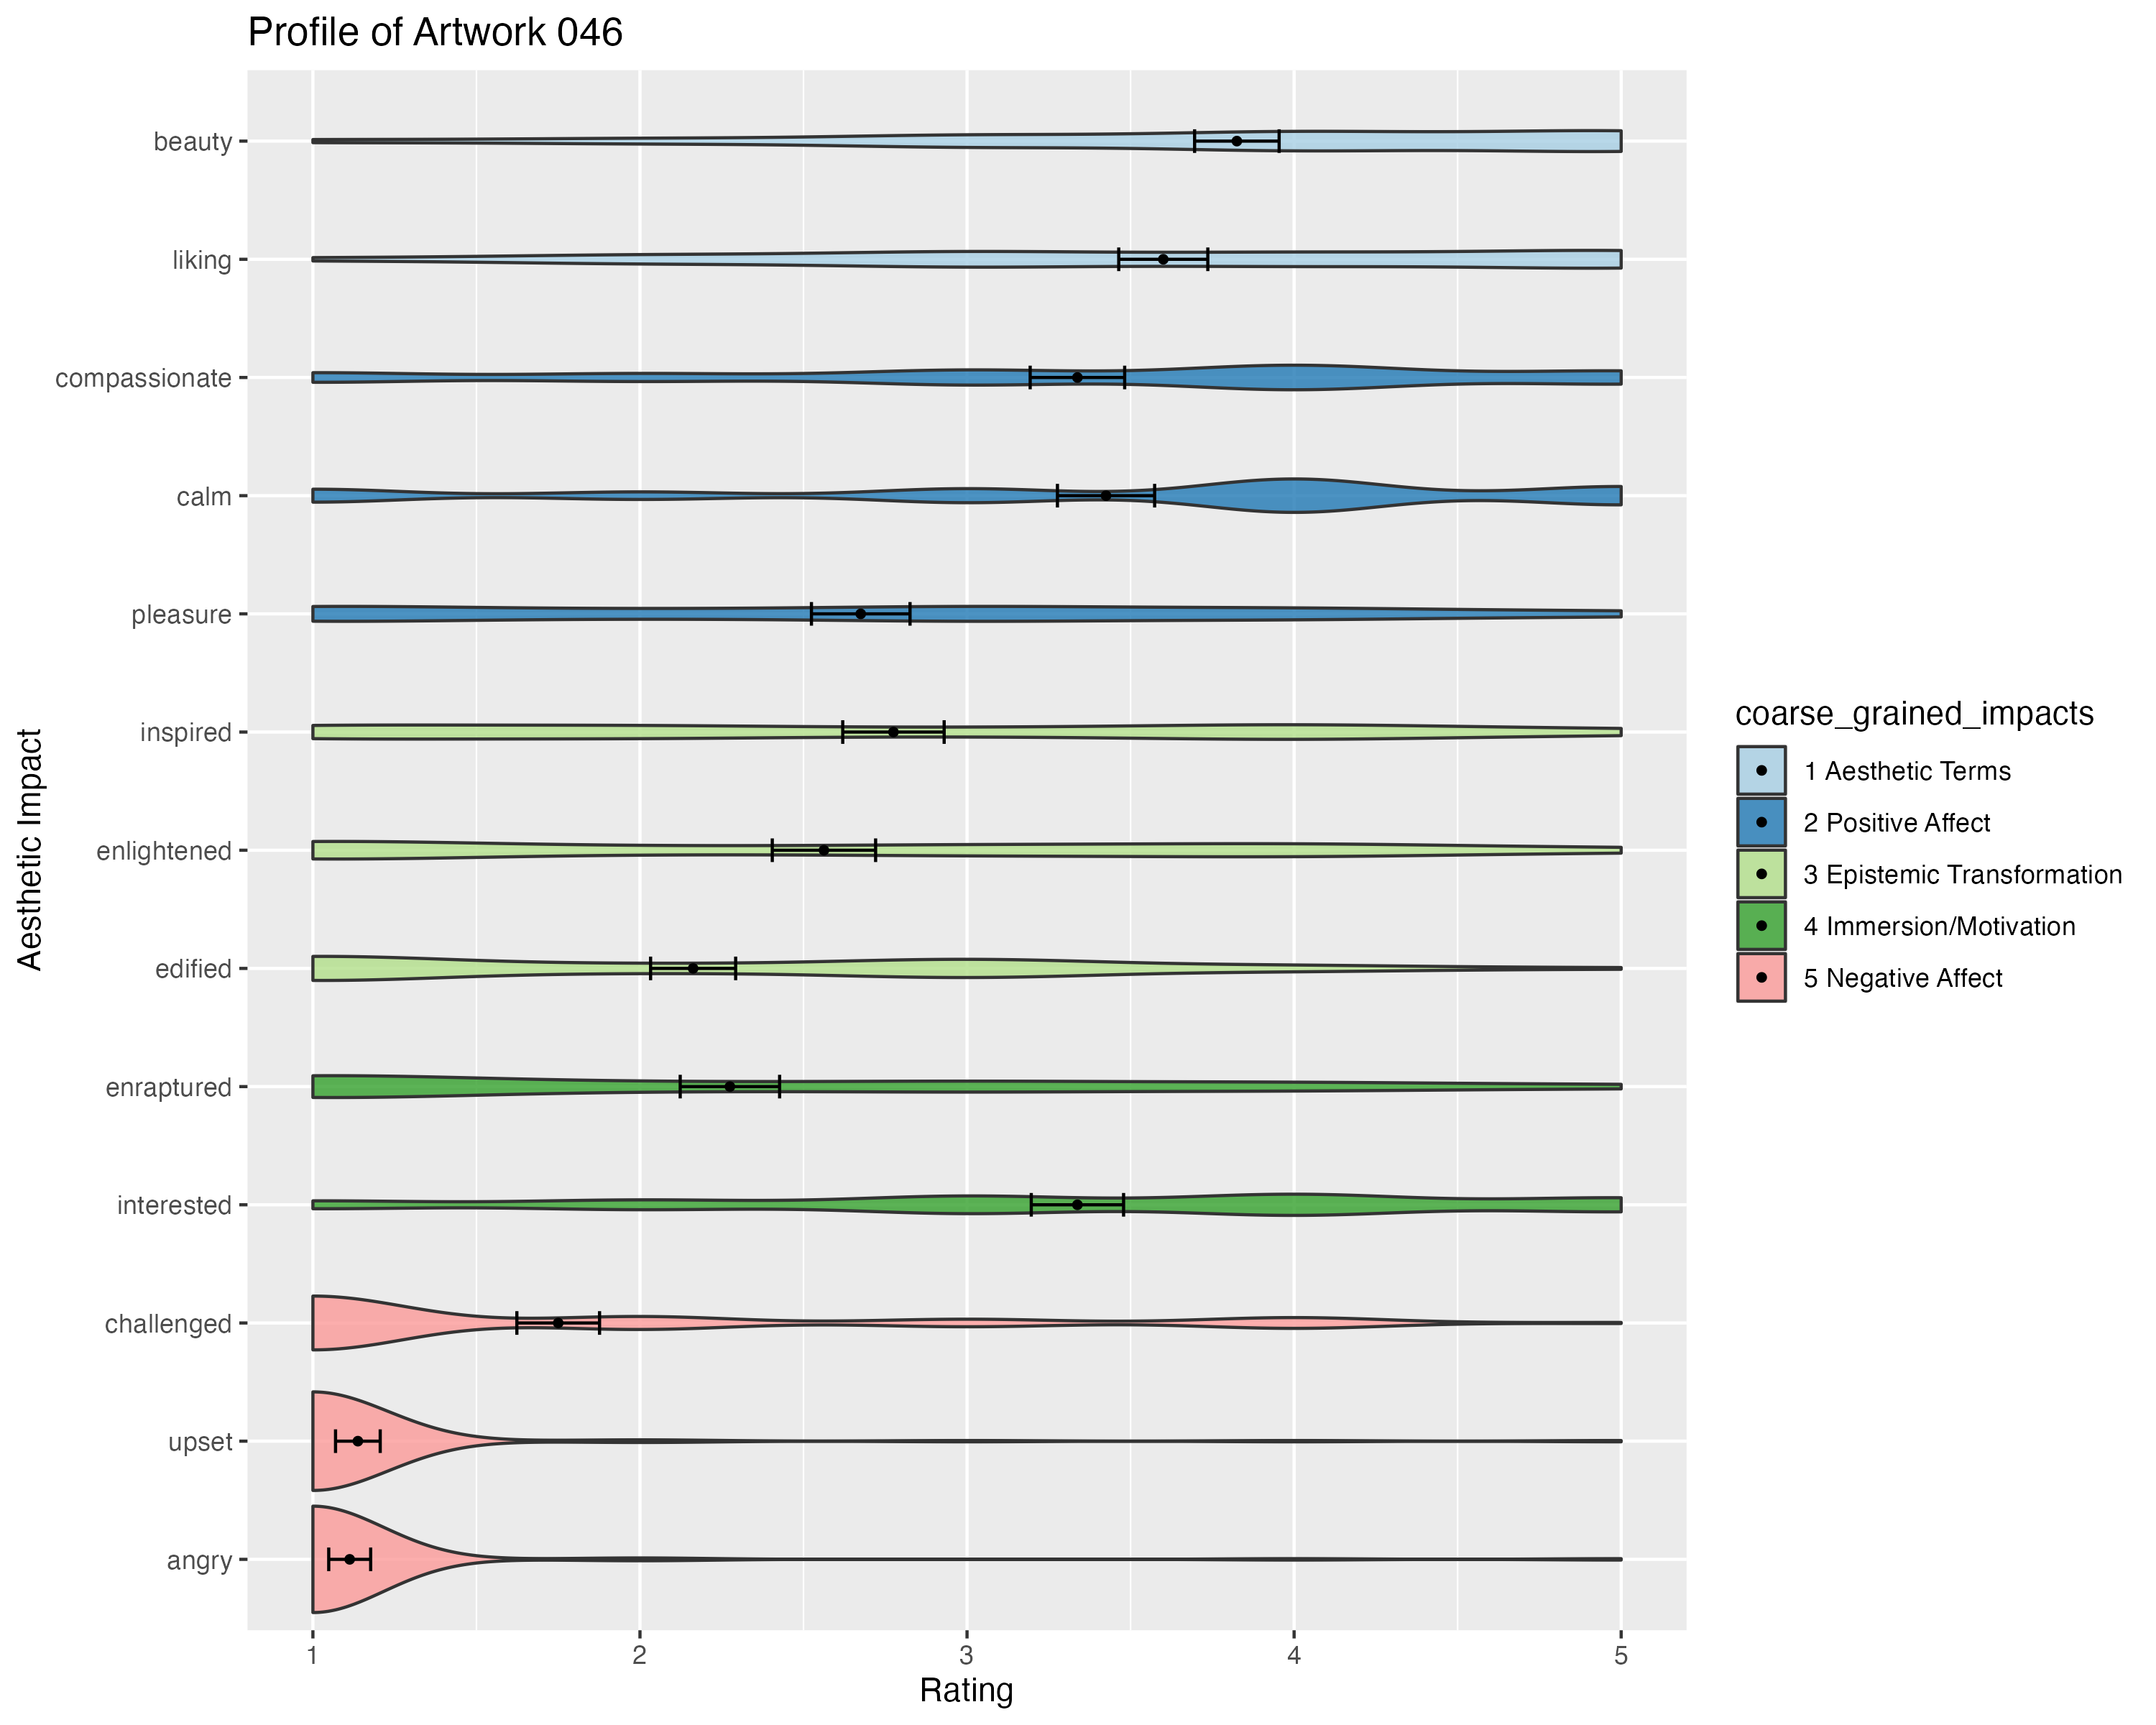 Profile of Artwork 046
beauty
liking
compassionate
calm
pleasure
inspired
enlightened
edified
enraptured
interested
challenged
upset
angry
Aesthetic Impact
1 2 3 4 5
Rating
coarse_grained_impacts
1 Aesthetic Terms
2 Positive Affect
3 Epistemic Transformation
4 Immersion/Motivation
5 Negative Affect